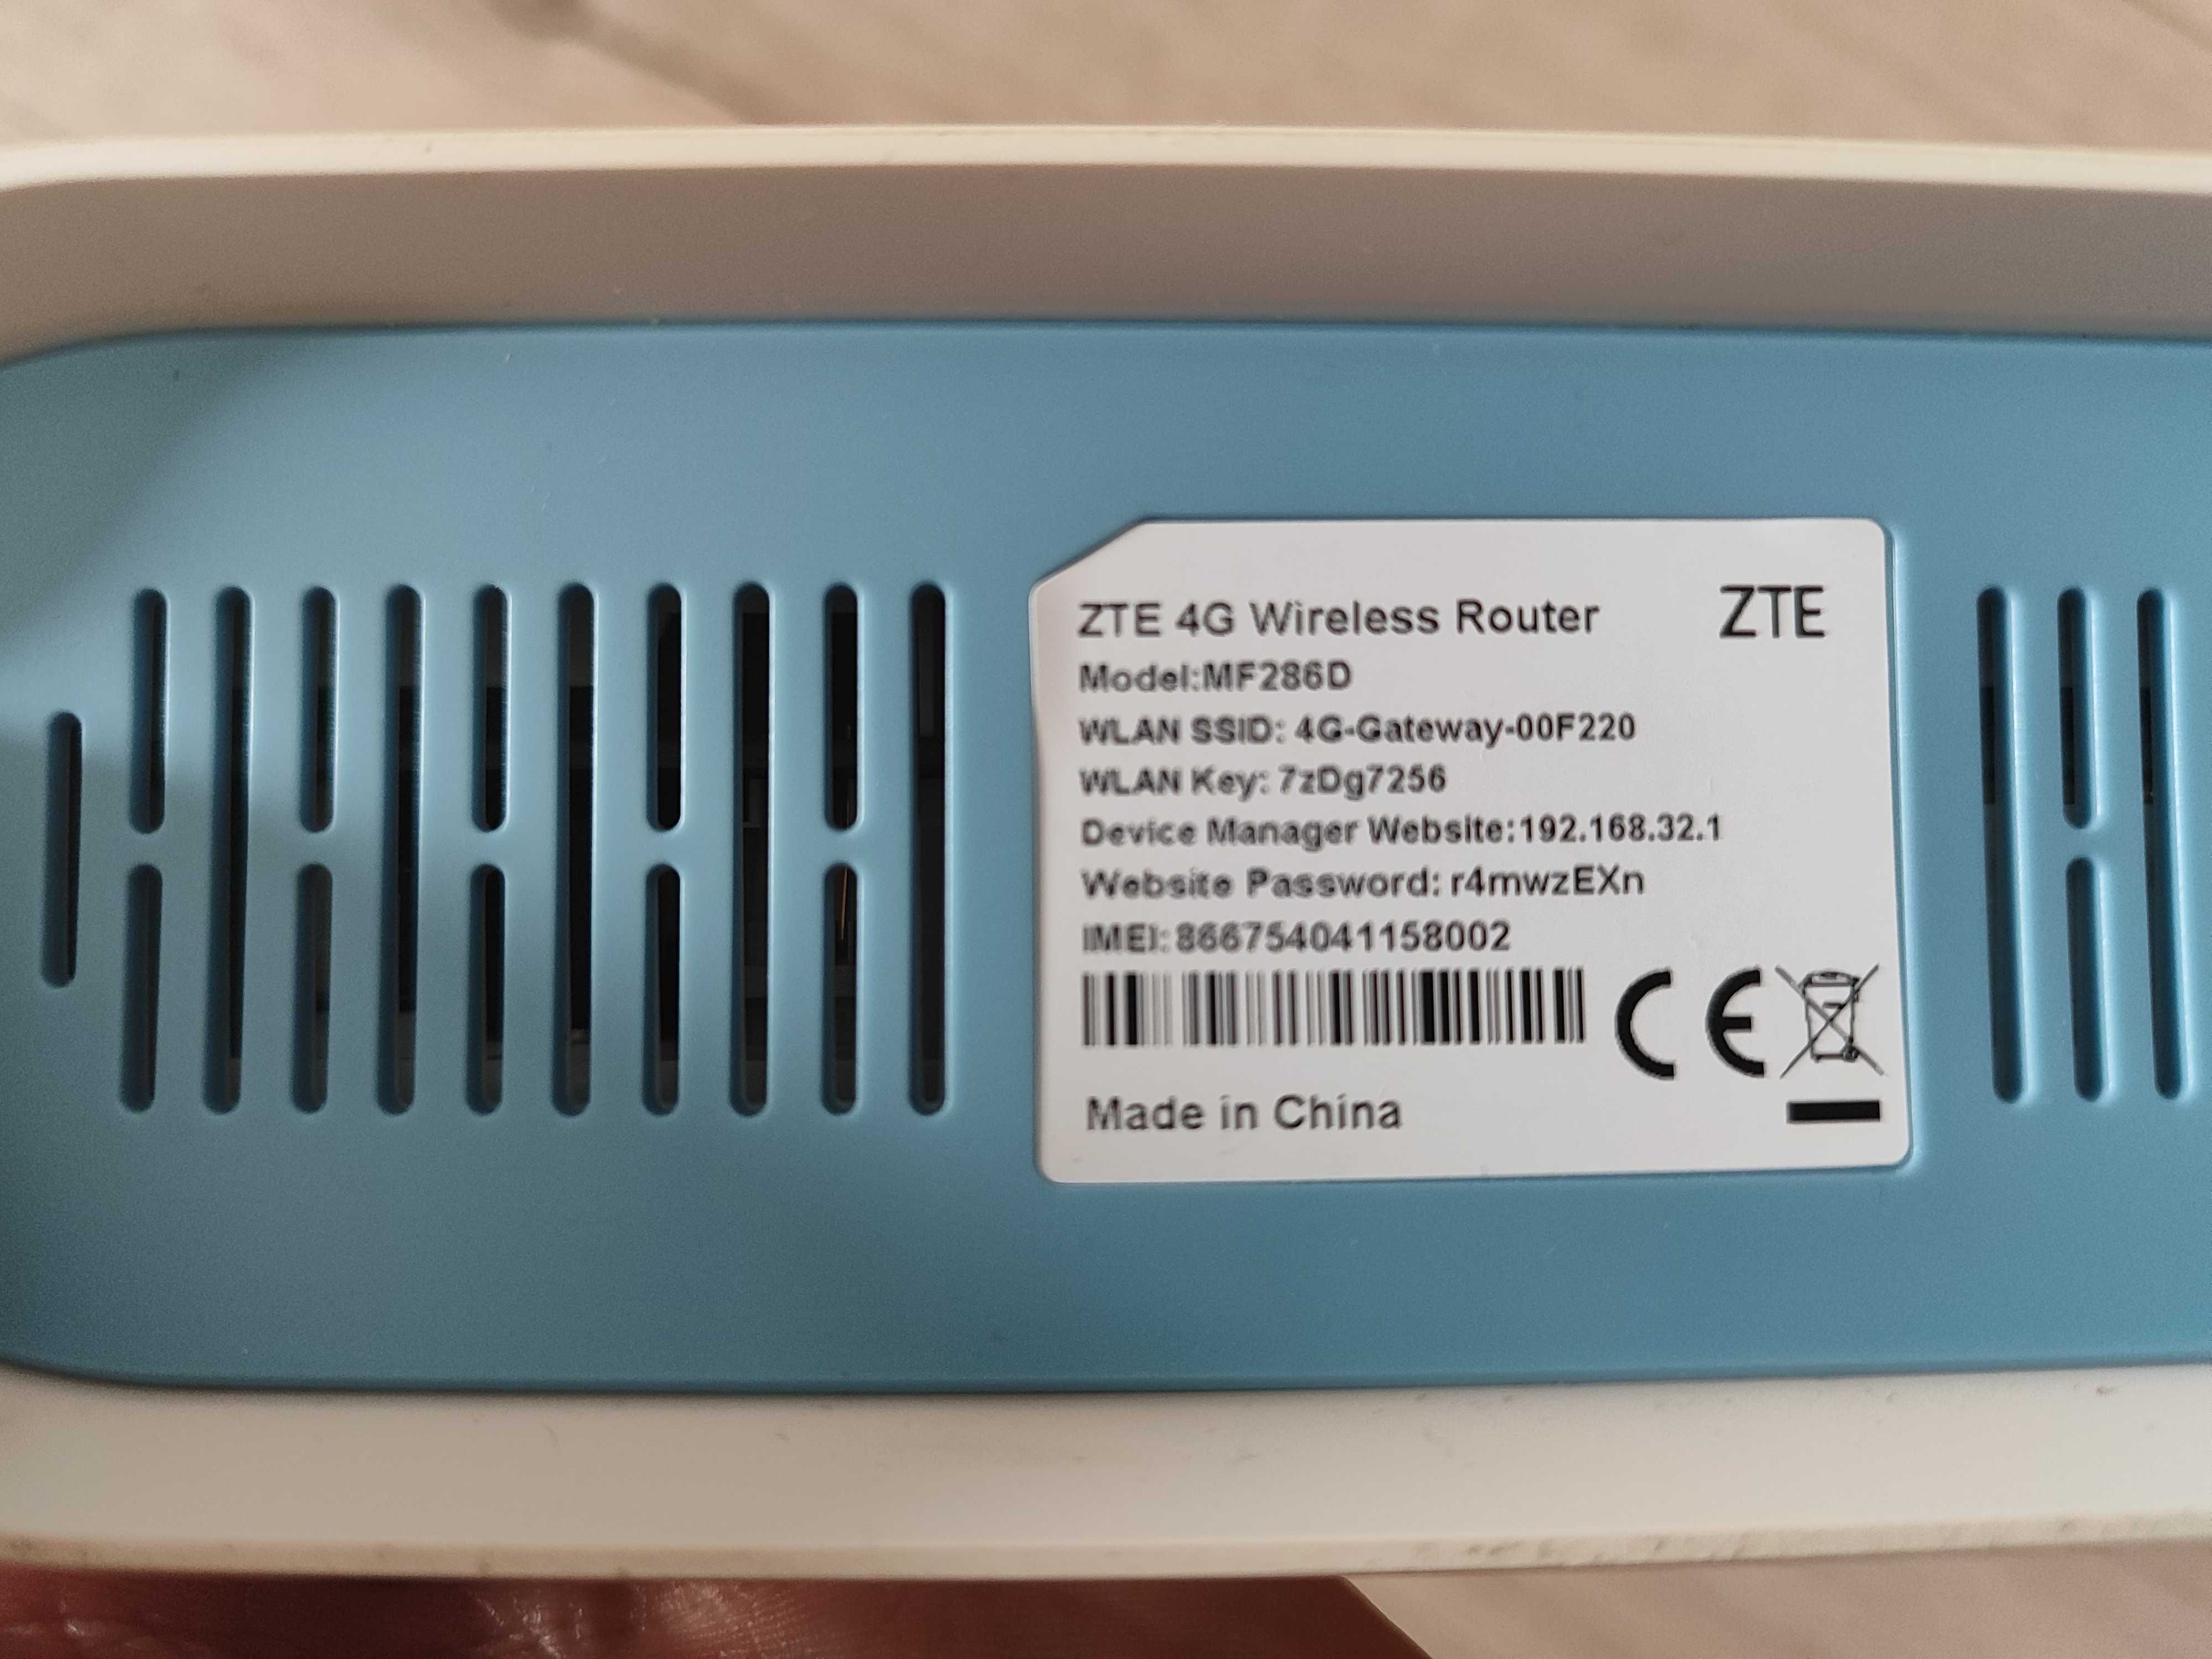 ZTE 4G Wireless Router ZTE
Model:MF286D
WLAN SSID: 4G-Gateway-00F220
WLAN Key: 7zDg7256
Device Manager Website:192.168.32.1
Website Password: r4mwzEXn
IMEI: 866754041158002
CE
Made in China